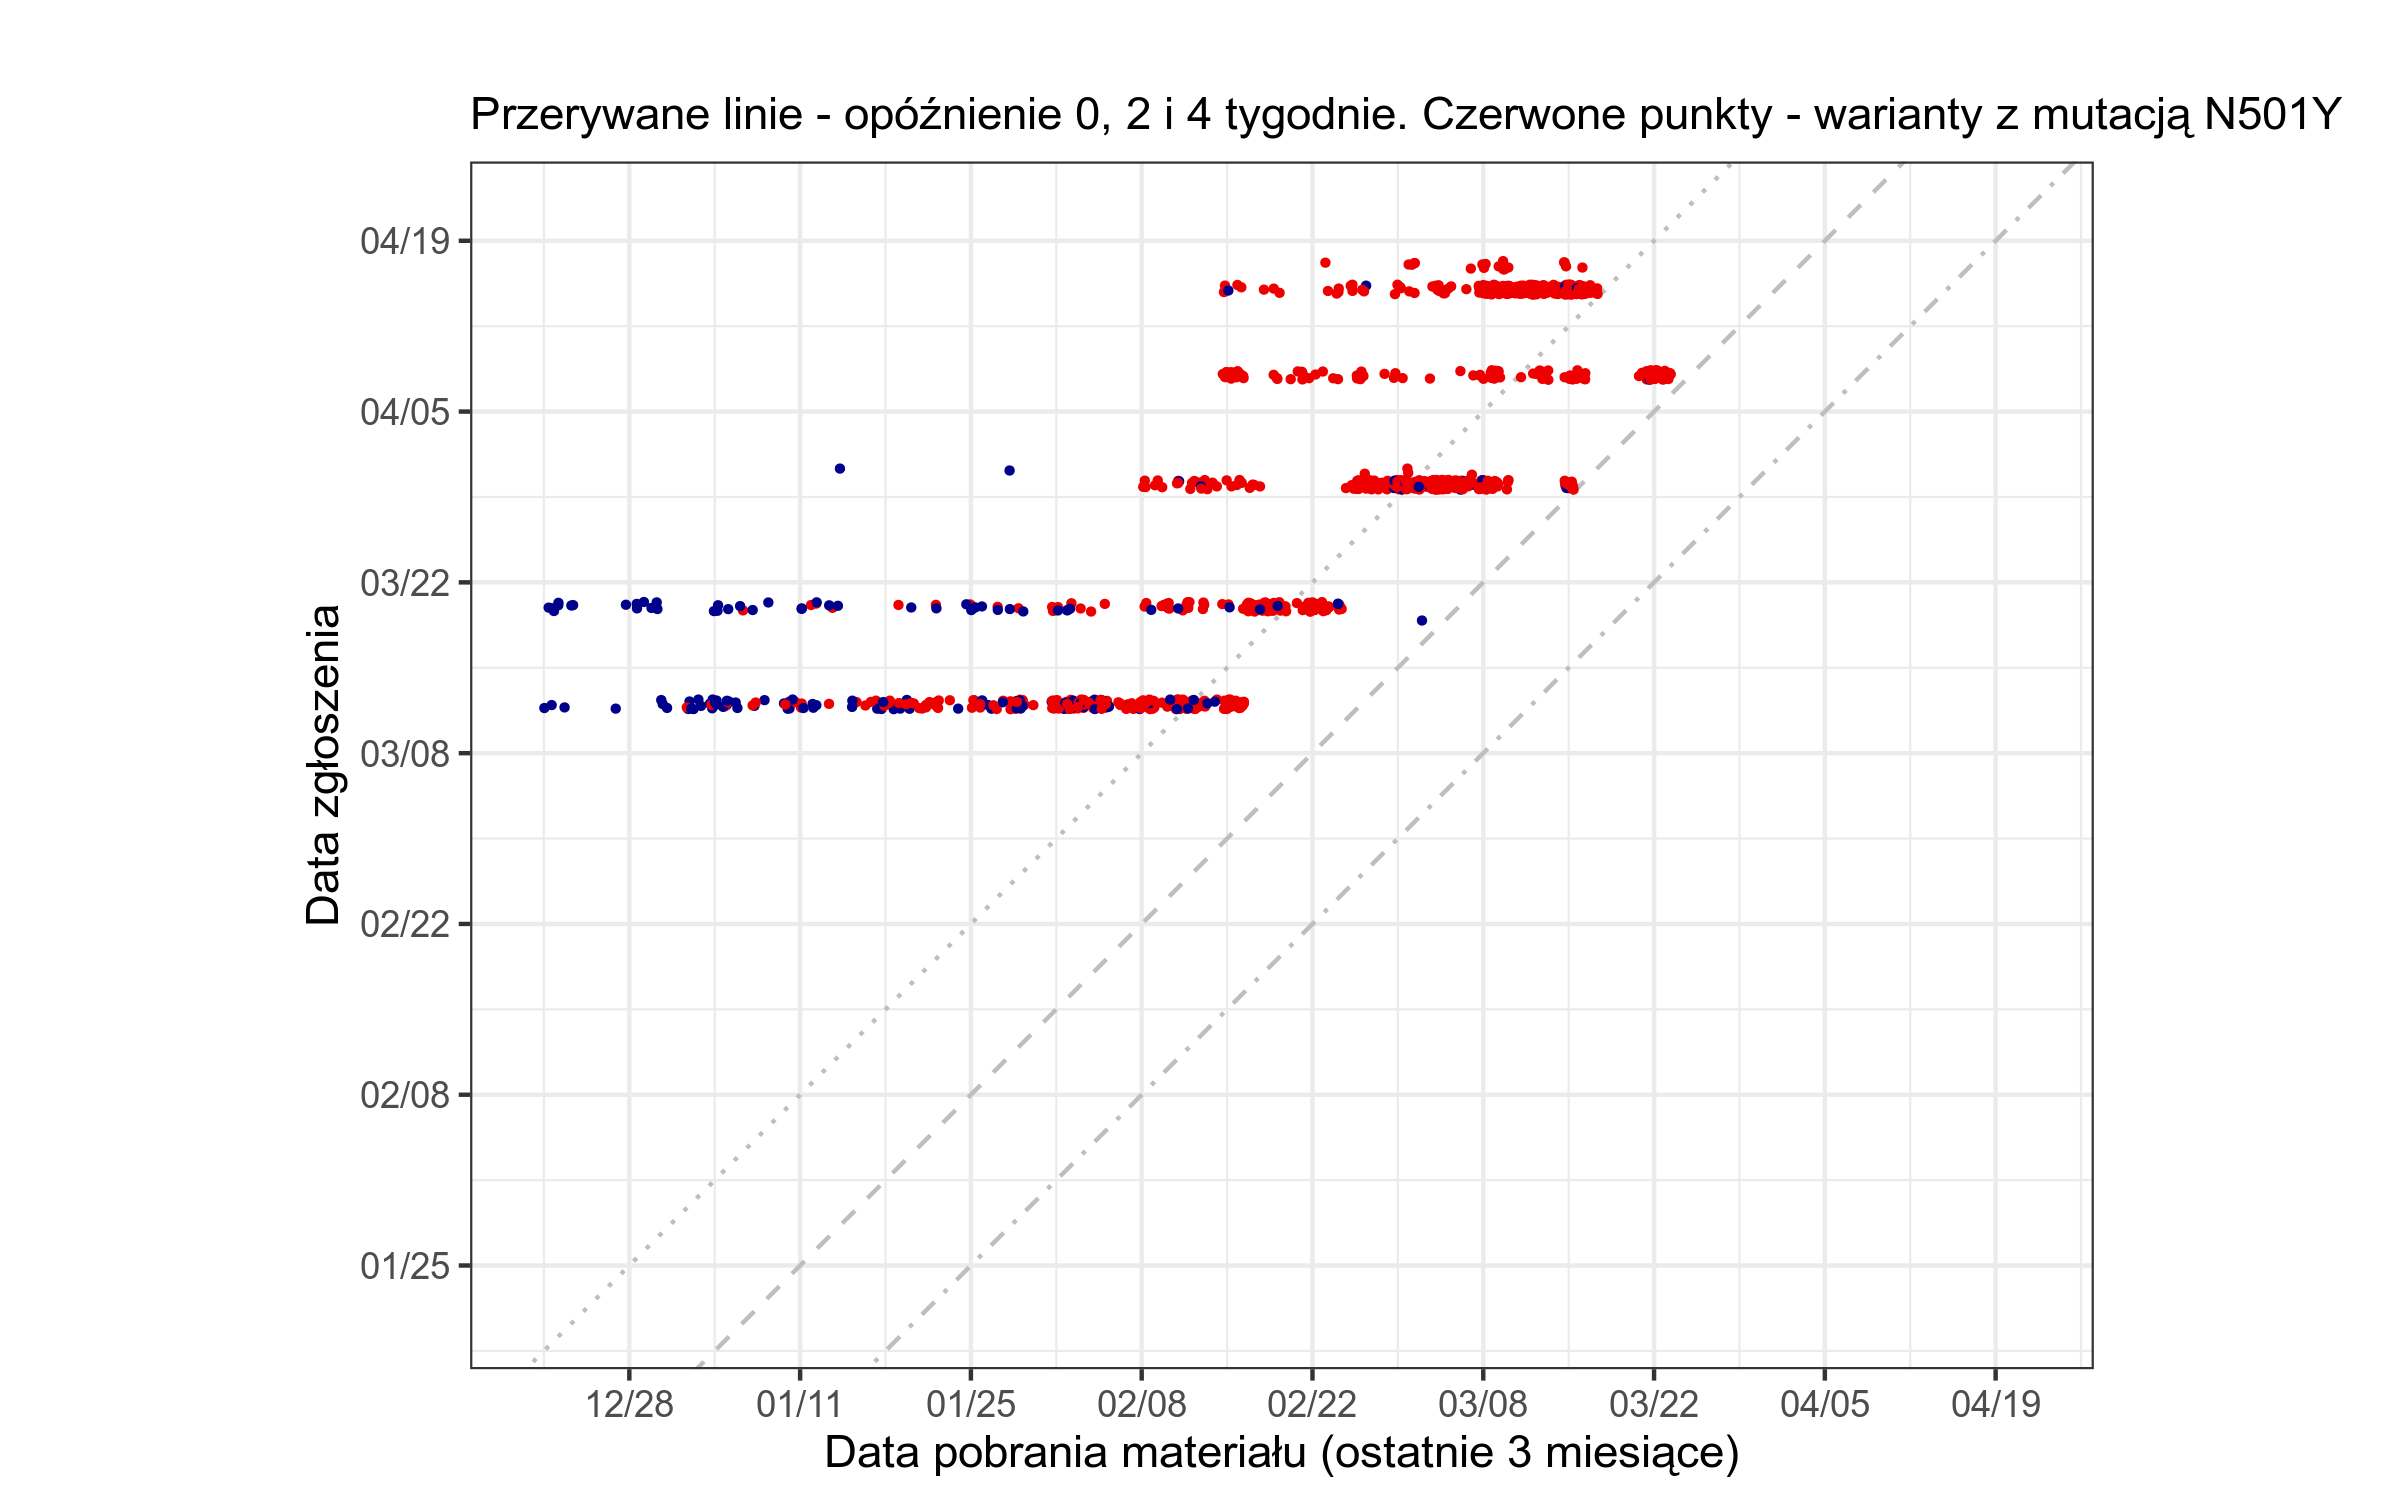 Przerywane linie - opóźnienie 0, 2 i 4 tygodnie. Czerwone punkty - warianty z mutacją N501Y
04/19
04/05
03/22
03/08
02/22
02/08
01/25
Data zgłoszenia
12/28 01/11 01/25 02/08 02/22 03/08 03/22 04/05 04/19
Data pobrania materiału (ostatnie 3 miesiące)